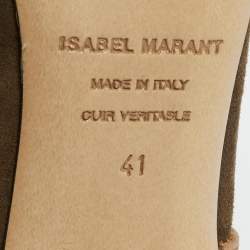 ISABEL MARANT
MADE IN ITALY
CUIR VERITABLE
41